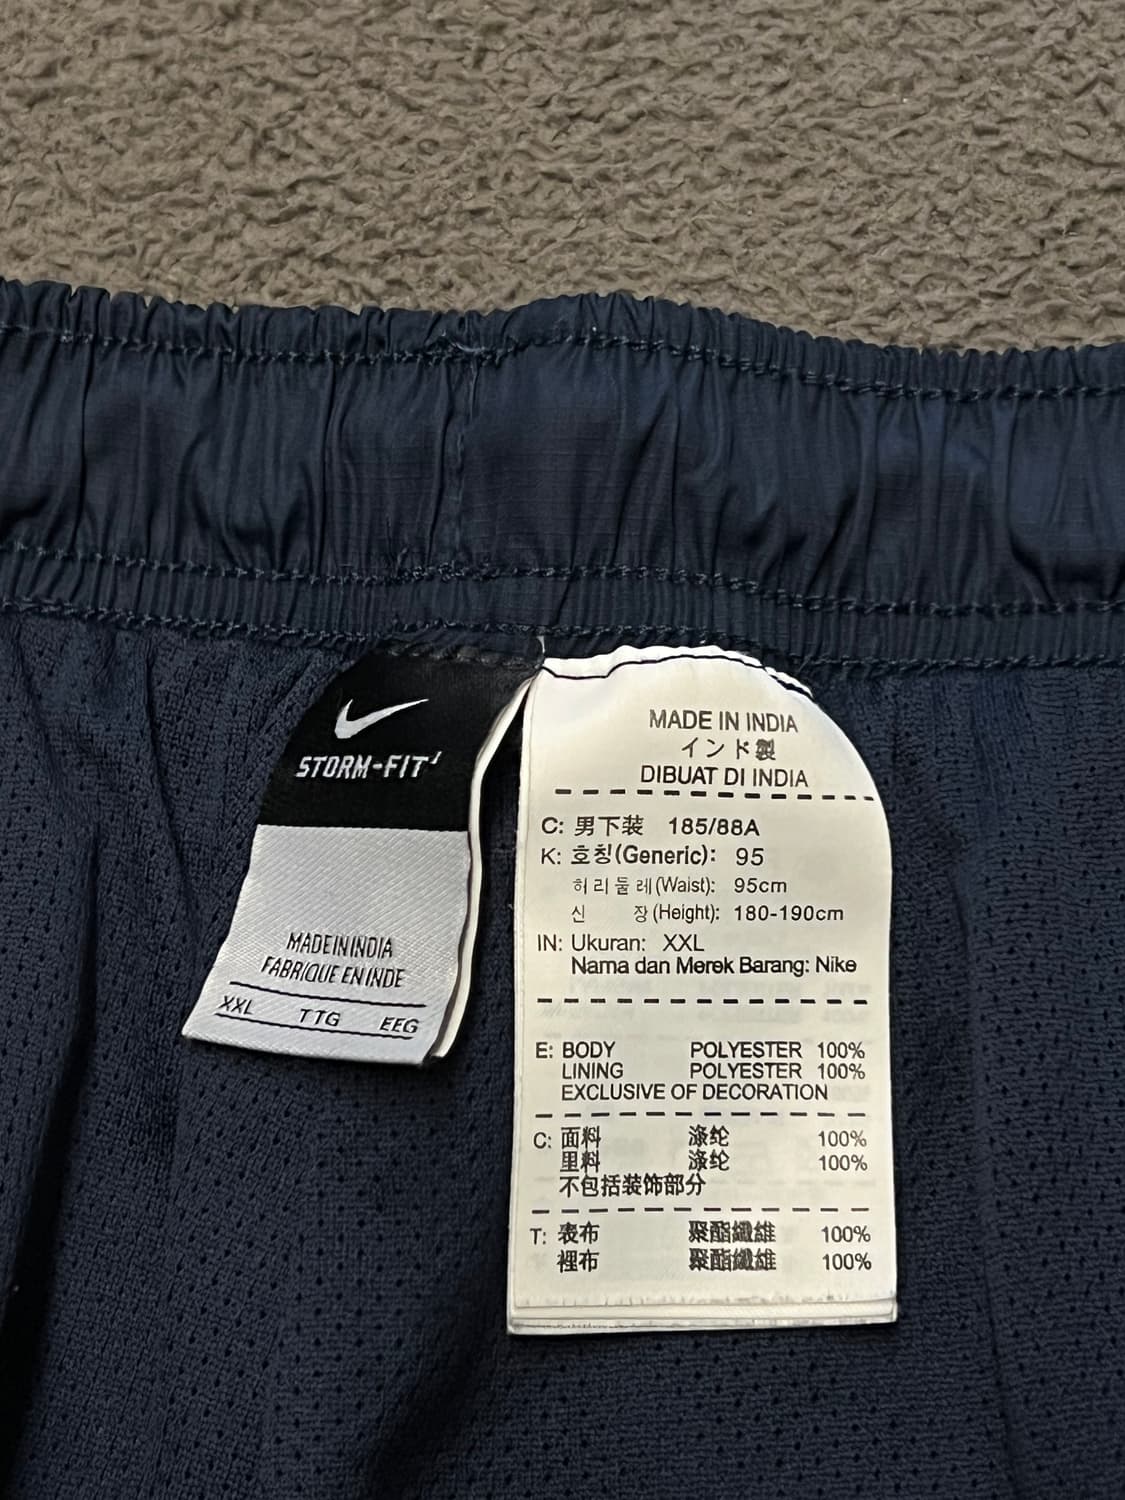 STORM-FIT
MADE IN INDIA
FABRIQUE EN INDE
XXL TTG EEG
MADE IN INDIA
インド製
DIBUAT DI INDIA
C: 男下装 185/88A
K: 호칭(Generic): 95
허리둘레(Waist): 95cm
신 장(Height): 180-190cm
IN: Ukuran: XXL
Nama dan Merek Barang: Nike
E: BODY POLYESTER 100%
LINING POLYESTER 100%
EXCLUSIVE OF DECORATION
C: 面料 涤纶 100%
里料 涤纶 100%
不包括装饰部分
T: 表布 聚酯纖維 100%
裡布 聚酯纖維 100%